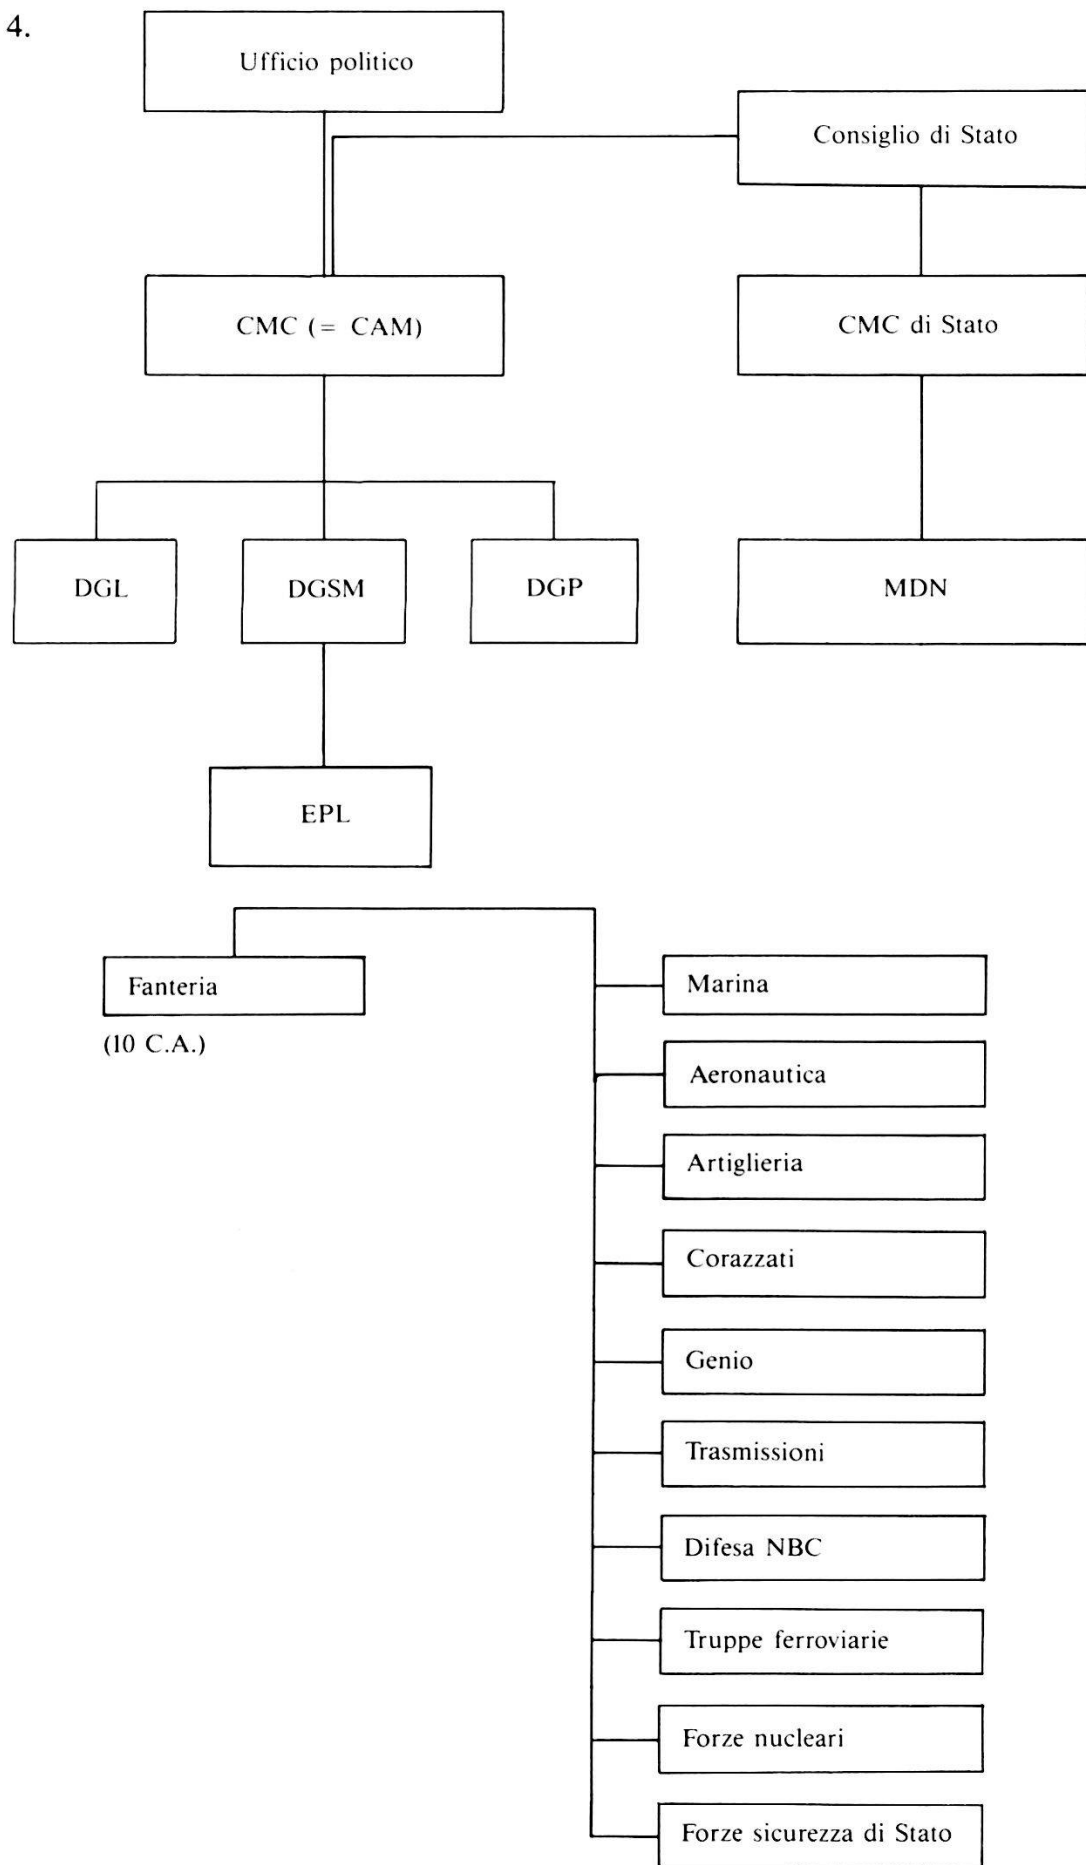 4.
Ufficio politico
Consiglio di Stato
CMC (= CAM)
CMC di Stato
DGL
DGSM
DGP
MDN
EPL
Fanteria
(10 C.A.)
Marina
Aeronautica
Artiglieria
Corazzati
Genio
Trasmissioni
Difesa NBC
Truppe ferroviarie
Forze nucleari
Forze sicurezza di Stato